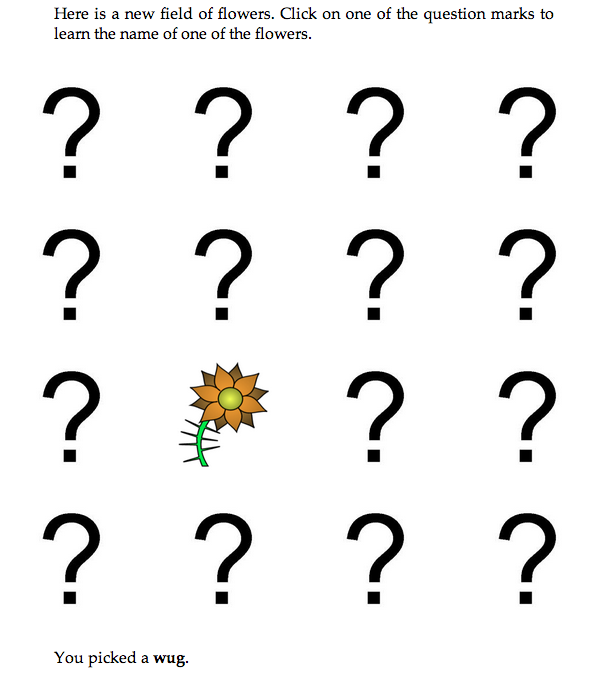 Here is a new field of flowers. Click on one of the question marks to
learn the name of one of the flowers.
? ? ? ?
? ? ? ?
? ? ?
? ? ? ?
You picked a wug.